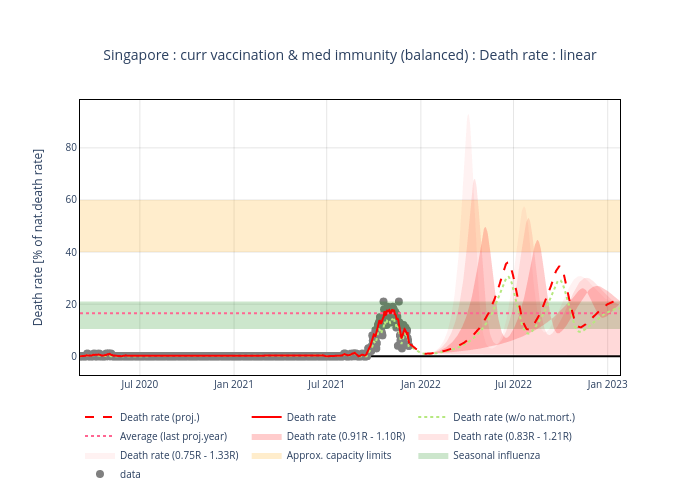 Singapore : curr vaccination & med immunity (balanced) : Death rate : linear
Death rate [% of nat.death rate]
80
60
40
20
0
Jul 2020 Jan 2021 Jul 2021 Jan 2022 Jul 2022 Jan 2023
Death rate (proj.) Death rate Death rate (w/o nat.mort.)
Average (last proj.year) Death rate (0.91R - 1.10R) Death rate (0.83R - 1.21R)
Death rate (0.75R - 1.33R) Approx. capacity limits Seasonal influenza
data